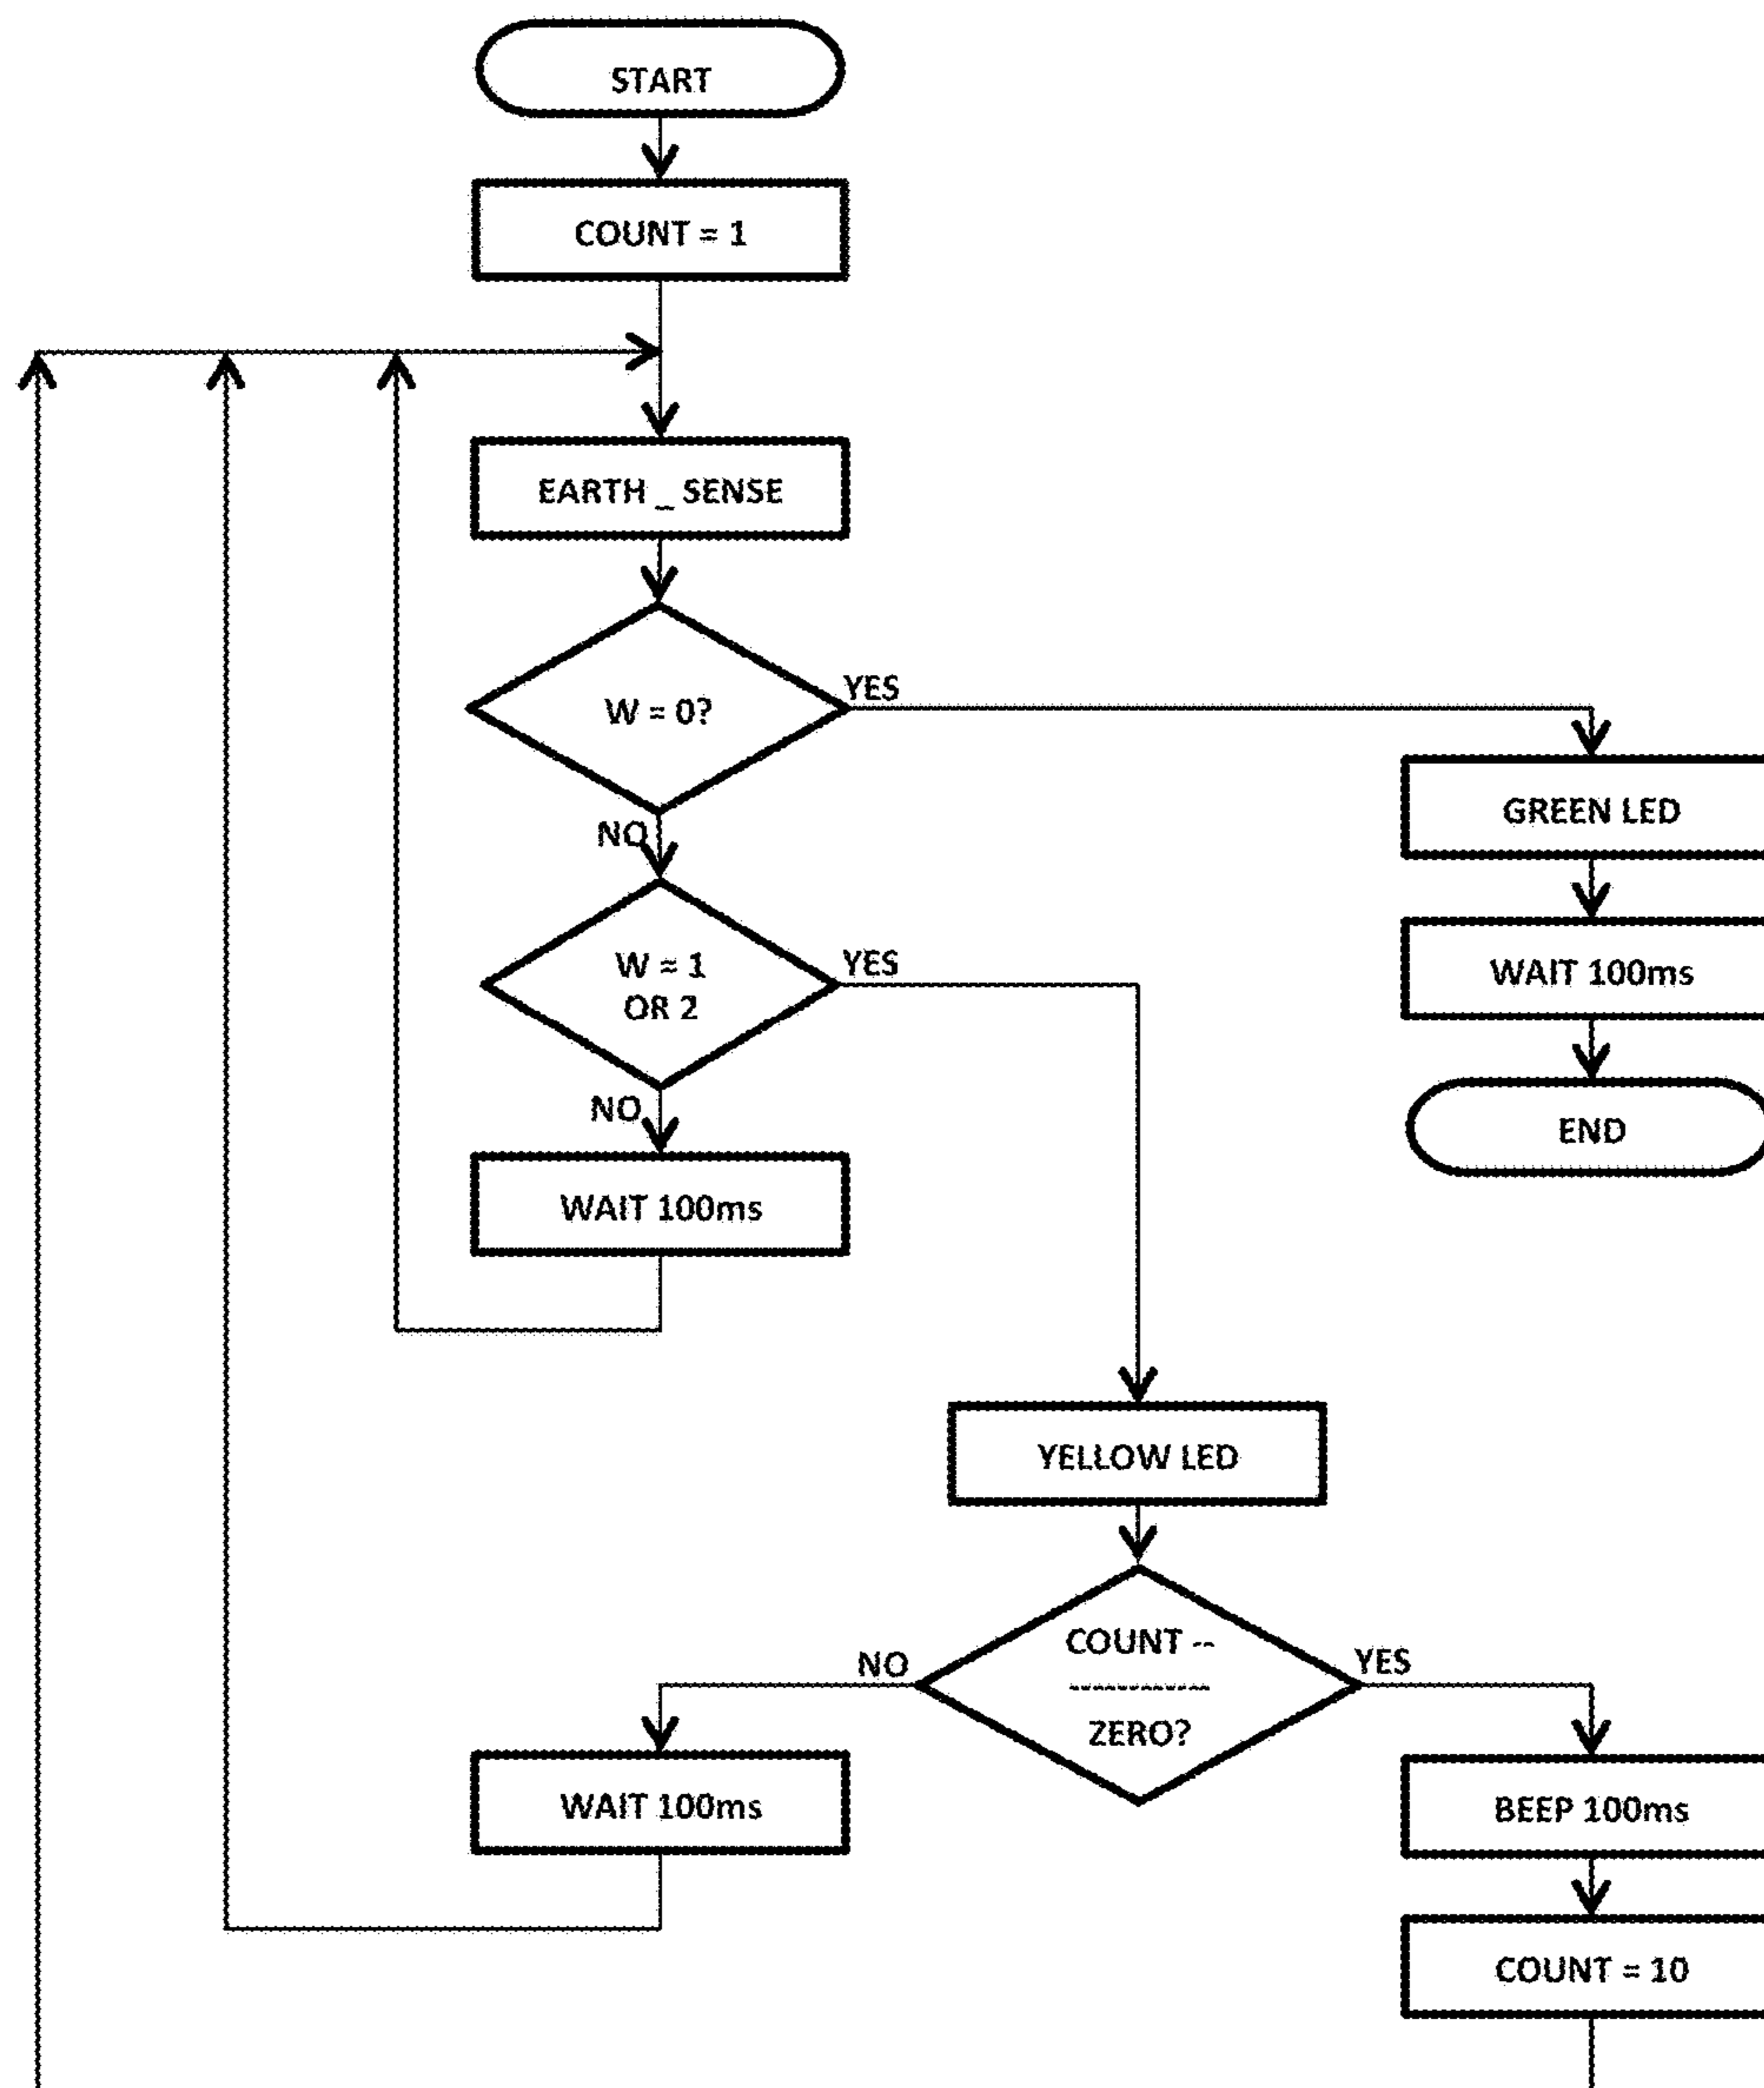 START
COUNT = 1
EARTH _ SENSE
W = 0?
YES
NO
GREEN LED
WAIT 100ms
END
W = 1
OR 2
YES
NO
WAIT 100ms
YELLOW LED
COUNT --
------------
ZERO?
NO
YES
WAIT 100ms
BEEP 100ms
COUNT = 10